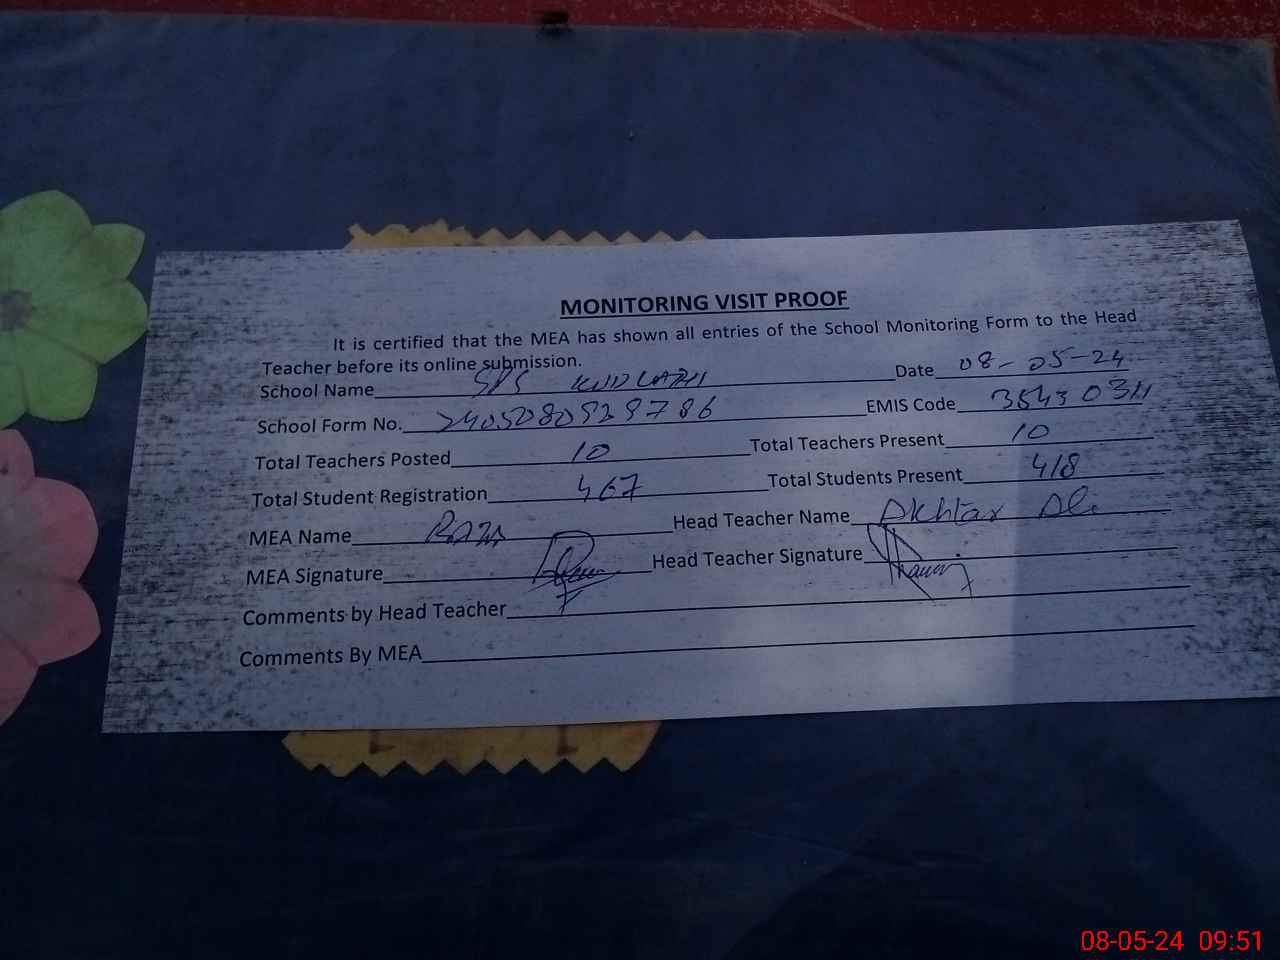 MONITORING VISIT PROOF
It is certified that the MEA has shown all entries of the School Monitoring Form to the Head
Teacher before its online submission.
School Name Date 08-05-24
School Form No. EMIS Code
Total Teachers Posted 10 Total Teachers Present 10
Total Student Registration 467 Total Students Present 418
MEA Name Raza Head Teacher Name Akhtar Ali
MEA Signature Head Teacher Signature
Comments by Head Teacher
Comments By MEA
08-05-24 09:51